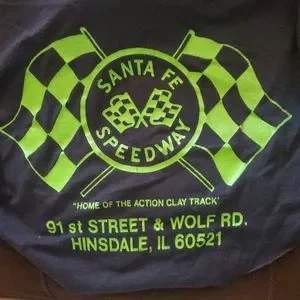 SANTA FE
SPEEDWAY
"HOME OF THE ACTION CLAY TRACK"
91 st STREET & WOLF RD.
HINSDALE, IL 60521